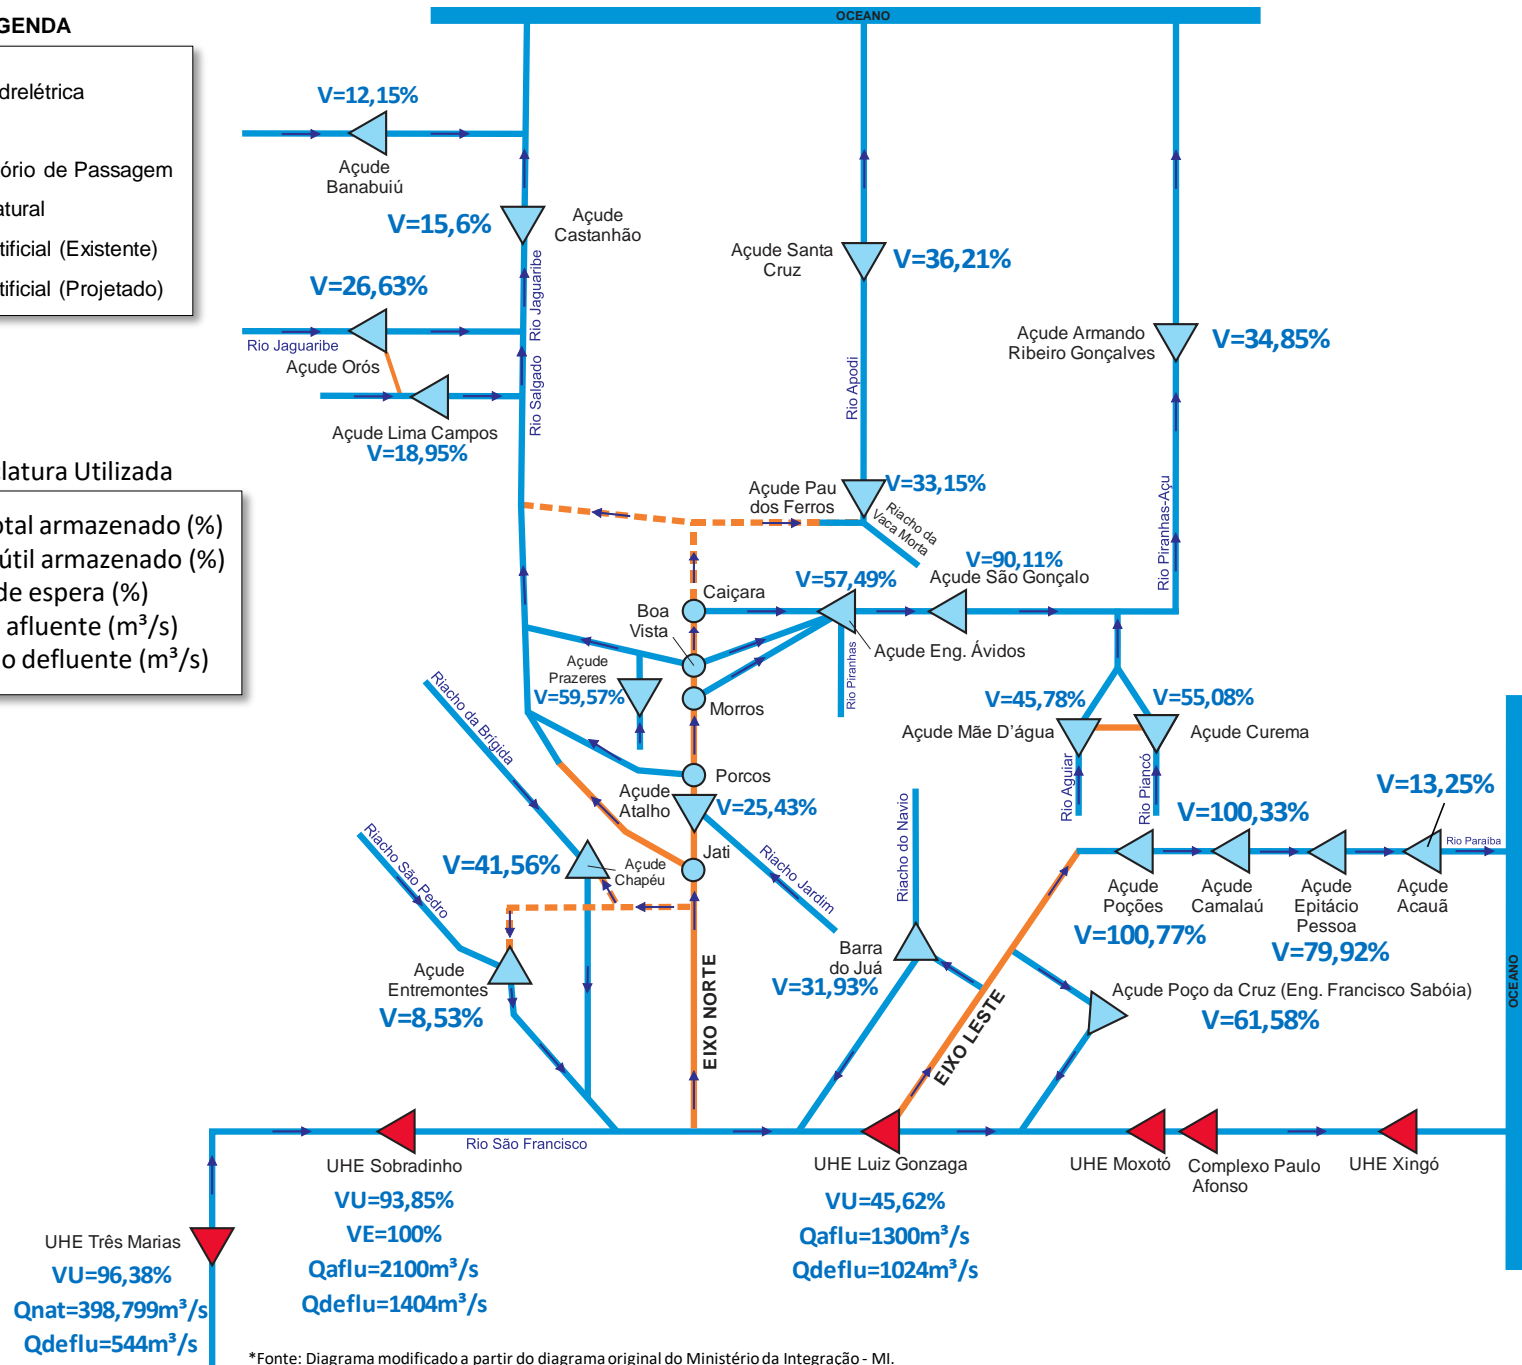 GENDA
drelétrica
ório de Passagem
atural
tificial (Existente)
tificial (Projetado)
clatura Utilizada
otal armazenado (%)
útil armazenado (%)
de espera (%)
afluente (m³/s)
o defluente (m³/s)
OCEANO
V=12,15%
Açude
Banabuiú
V=15,6%
Açude
Castanhão
Rio Jaguaribe
V=26,63%
Rio Jaguaribe
Açude Orós
Rio Salgado
Açude Lima Campos
V=18,95%
Açude Santa
Cruz
V=36,21%
Rio Apodi
Açude Armando
Ribeiro Gonçalves
V=34,85%
Rio Piranhas-Açu
Açude Pau
dos Ferros
V=33,15%
Riacho da
Vaca Morta
V=90,11%
Açude São Gonçalo
V=57,49%
Caiçara
Boa
Vista
Açude Eng. Ávidos
Rio Piranhas
Açude
Prazeres
V=59,57%
Morros
Riacho da Brígida
Porcos
Açude
Atalho
V=25,43%
Jati
Riacho Jardim
V=45,78%
V=55,08%
Açude Mãe D'água
Açude Curema
Rio Aguiar
Rio Piancó
V=13,25%
V=100,33%
Rio Paraíba
Açude
Poções
V=100,77%
Açude
Camalaú
Açude
Epitácio
Pessoa
V=79,92%
Açude
Acauã
Riacho do Navio
Riacho São Pedro
V=41,56%
Açude
Chapéu
Açude
Entremontes
V=8,53%
EIXO NORTE
Barra
do Juá
V=31,93%
EIXO LESTE
Açude Poço da Cruz (Eng. Francisco Sabóia)
V=61,58%
OCEANO
Rio São Francisco
UHE Sobradinho
VU=93,85%
VE=100%
Qaflu=2100m³/s
Qdeflu=1404m³/s
UHE Luiz Gonzaga
VU=45,62%
Qaflu=1300m³/s
Qdeflu=1024m³/s
UHE Moxotó
Complexo Paulo
Afonso
UHE Xingó
UHE Três Marias
VU=96,38%
Qnat=398,799m³/s
Qdeflu=544m³/s
*Fonte: Diagrama modificado a partir do diagrama original do Ministério da Integração - MI.